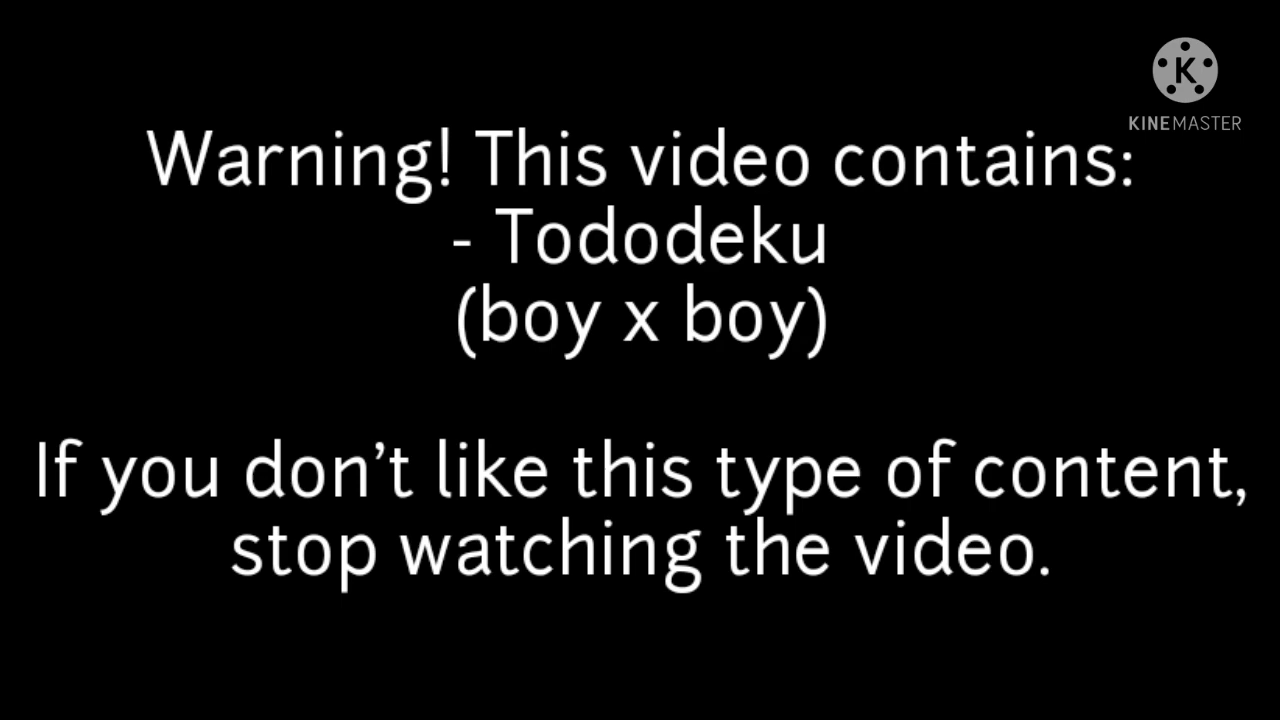 K
KINEMASTER
Warning! This video contains:
- Tododeku
(boy x boy)
If you don’t like this type of content,
stop watching the video.